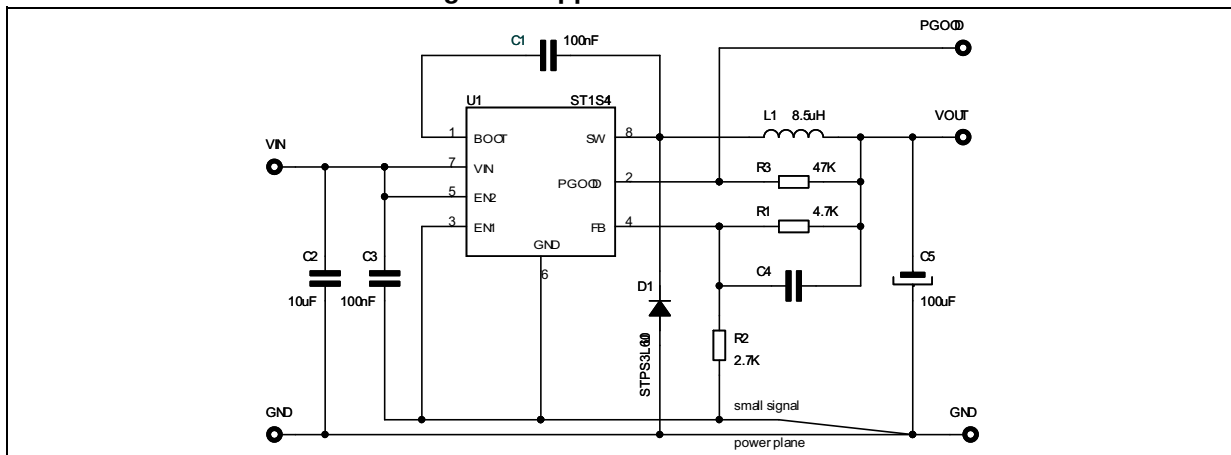 PGOOD
C1 100nF
U1 ST1S4
L1 8.5uH
VOUT
VIN
1 BOOT SW 8
7 VIN
R3 47K
PGOOD 2
5 EN2
R1 4.7K
3 EN1 FB 4
GND
6
C2 C3
C4
C5
D1
10uF 100nF
100uF
R2
2.7K
small signal
GND
GND
power plane